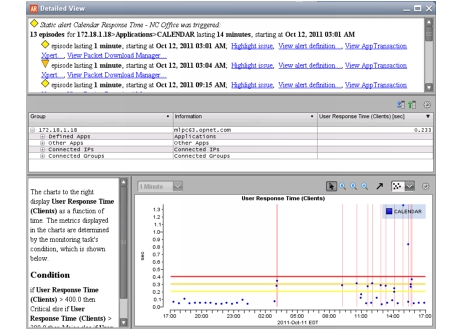 Detailed View
Static alert Calendar Response Time - NC Office was triggered:
13 episodes for 172.18.1.18>Applications>CALENDAR lasting 14 minutes, starting at Oct 12, 2011 03:01 AM
episode lasting 1 minute, starting at Oct 12, 2011 03:01 AM, Highlight issue, View alert definition..., View AppTransaction
Xpert..., View Packet Download Manager...
episode lasting 1 minute, starting at Oct 12, 2011 03:04 AM, Highlight issue, View alert definition..., View AppTransaction
Xpert..., View Packet Download Manager...
episode lasting 1 minute, starting at Oct 12, 2011 09:15 AM, Highlight issue, View alert definition..., View AppTransaction
Group Information User Response Time (Clients) [sec]
172.18.1.18 mlpc63.opnet.com 0.233
Defined Apps Applications
Other Apps Other Apps
Connected IPs Connected IPs
Connected Groups Connected Groups
The charts to the right
display User Response Time
(Clients) as a function of
time. The metrics displayed
in the charts are determined
by the monitoring task's
condition, which is shown
below.
Condition
if User Response Time
(Clients) > 400.0 then
Critical else if User
Response Time (Clients) >
1 Minute
User Response Time (Clients)
CALENDAR
sec
1.3
1.2
1.1
1.0
0.9
0.8
0.7
0.6
0.5
0.4
0.3
0.2
0.1
0.0
17:00 20:00 23:00 02:00 05:00 08:00 11:00 14:00 17:00
2011-Oct-11 EDT